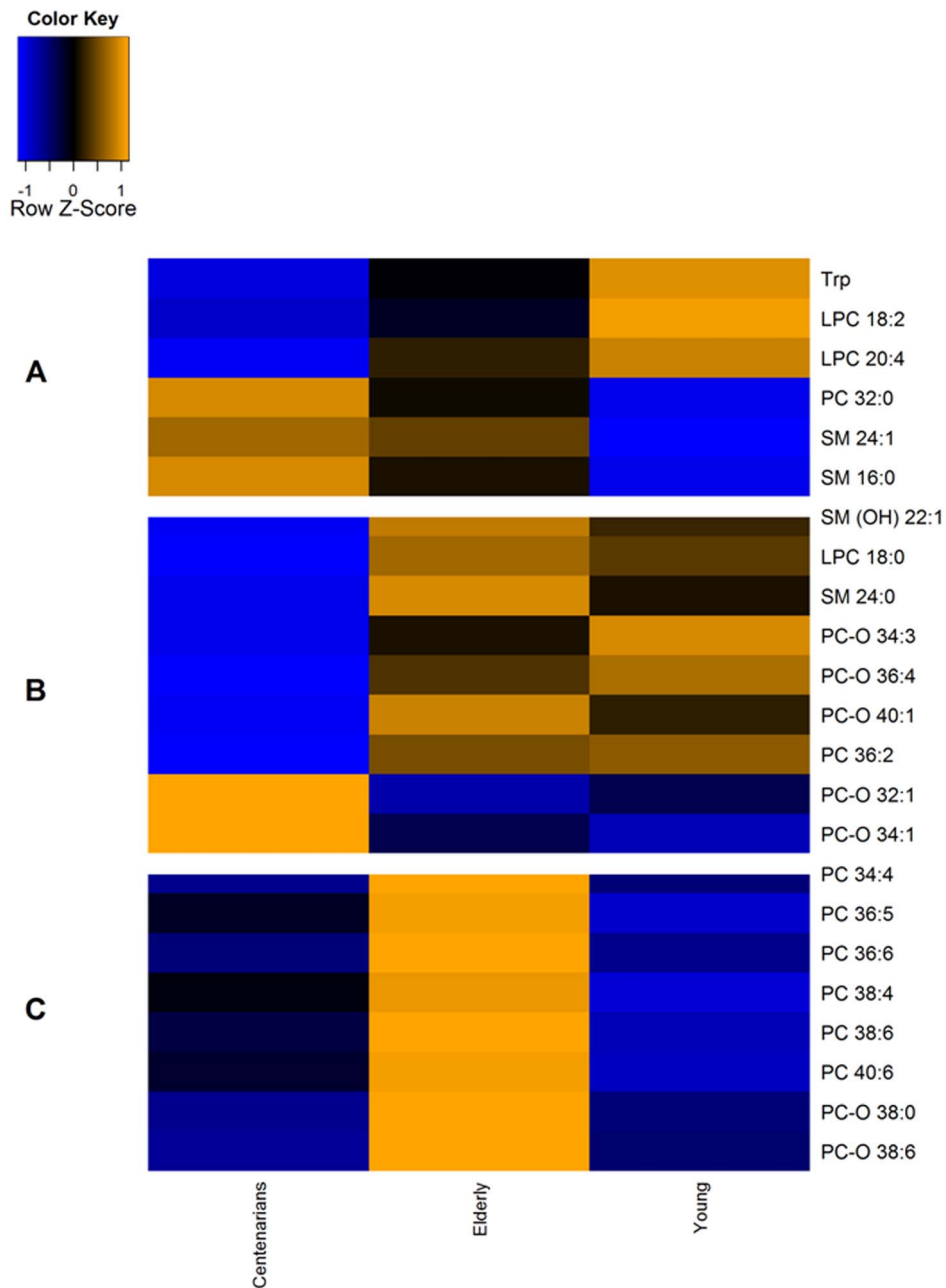 Color Key
-1 0 1
Row Z-Score
A
Trp
LPC 18:2
LPC 20:4
PC 32:0
SM 24:1
SM 16:0
B
SM (OH) 22:1
LPC 18:0
SM 24:0
PC-O 34:3
PC-O 36:4
PC-O 40:1
PC 36:2
PC-O 32:1
PC-O 34:1
C
PC 34:4
PC 36:5
PC 36:6
PC 38:4
PC 38:6
PC 40:6
PC-O 38:0
PC-O 38:6
Centenarians
Elderly
Young